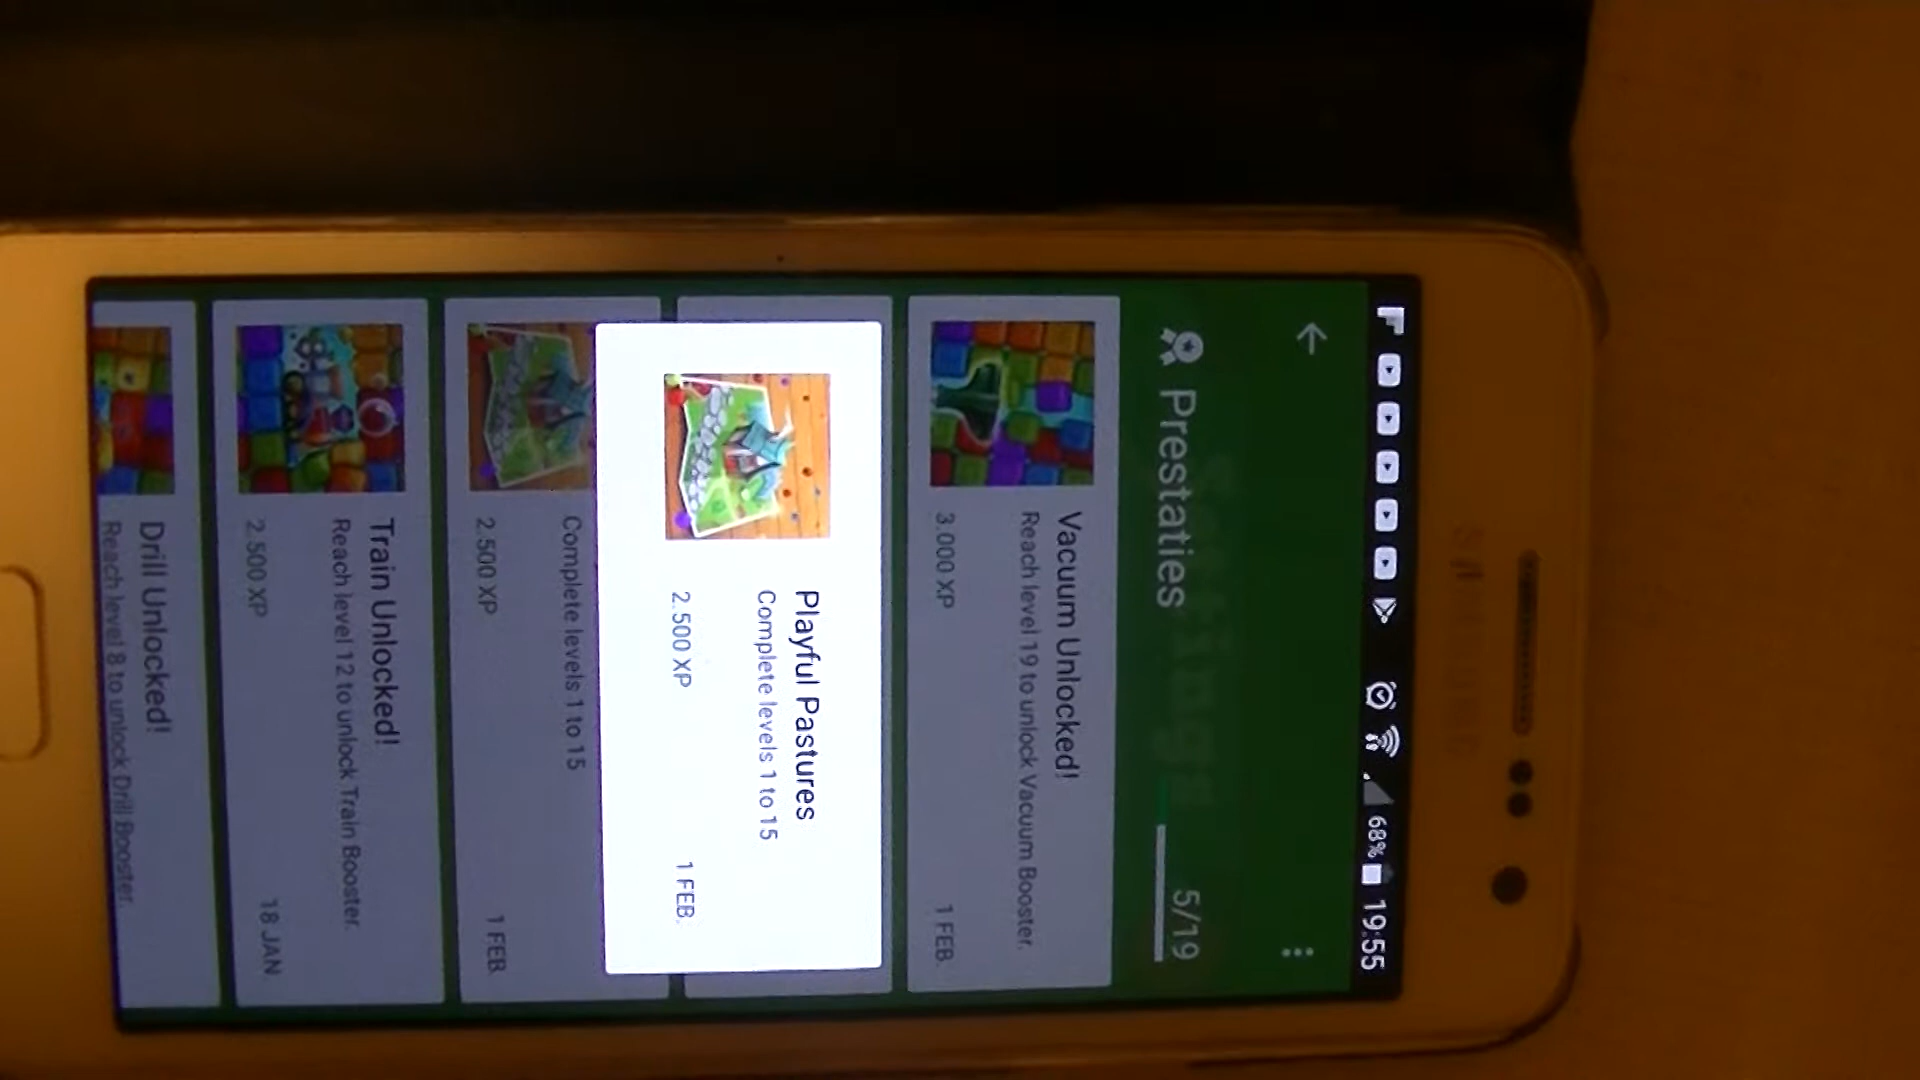 68% 19:55
Prestaties
5/19
Vacuum Unlocked!
Reach level 19 to unlock Vacuum Booster.
3.000 XP 1 FEB.
Playful Pastures
Complete levels 1 to 15
2.500 XP 1 FEB.
Complete levels 1 to 15
2.500 XP 1 FEB.
Train Unlocked!
Reach level 12 to unlock Train Booster.
2.500 XP 18 JAN.
Drill Unlocked!
Reach level 8 to unlock Drill Booster.